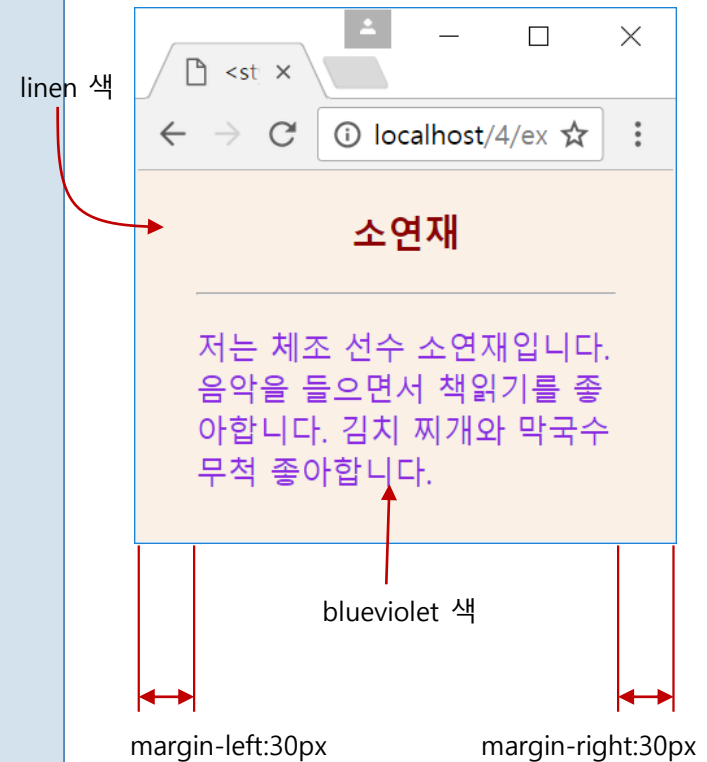 linen 색
<st
localhost/4/ex
소연재
저는 체조 선수 소연재입니다.
음악을 들으면서 책읽기를 좋
아합니다. 김치 찌개와 막국수
무척 좋아합니다.
blueviolet 색
margin-left:30px margin-right:30px